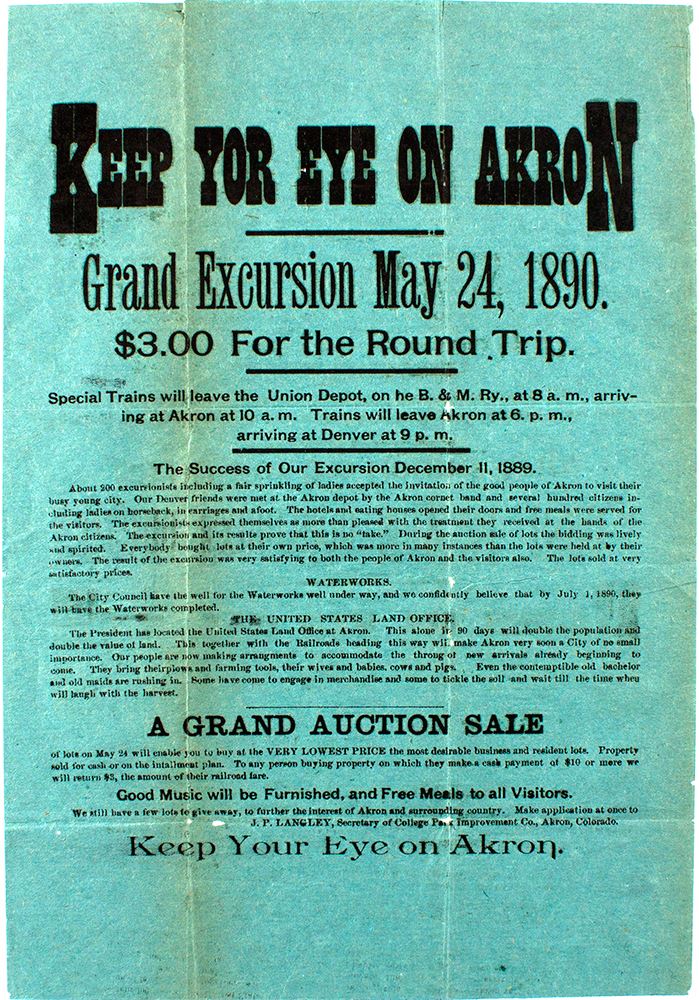 KEEP YOR EYE ON AKRON
Grand Excursion May 24, 1890.
$3.00 For the Round Trip.
Special Trains will leave the Union Depot, on he B. & M. Ry., at 8 a. m., arriv-
ing at Akron at 10 a. m. Trains will leave Akron at 6. p. m.,
arriving at Denver at 9 p. m.
The Success of Our Excursion December 11, 1889.
About 200 excursionists including a fair sprinkling of ladies accepted the invitation of the good people of Akron to visit their
busy young city. Our Denver friends were met at the Akron depot by the Akron cornet band and several hundred citizens in-
cluding ladies on horseback, in carriages and afoot. The hotels and eating houses opened their doors and free meals were served for
the visitors. The excursionists expressed themselves as more than pleased with the treatment they received at the hands of the
Akron citizens. The excursion and its results prove that this is no "take." During the auction sale of lots the bidding was lively
and spirited. Everybody bought lots at their own price, which was more in many instances than the lots were held at by their
owners. The result of the excursion was very satisfying to both the people of Akron and the visitors also. The lots sold at very
satisfactory prices.
WATERWORKS.
The City Council have the well for the Waterworks well under way, and we confidently believe that by July 1, 1890, they
will have the Waterworks completed.
THE UNITED STATES LAND OFFICE.
The President has located the United States Land Office at Akron. This alone in 90 days will double the population and
double the value of land. This together with the Railroads heading this way will make Akron very soon a City of no small
importance. Our people are now making arrangments to accommodate the throng of new arrivals already beginning to
come. They bring their plows and farming tools, their wives and babies, cows and pigs. Even the contemptible old bachelor
and old maids are rushing in. Some have come to engage in merchandise and some to tickle the soil and wait till the time when
will laugh with the harvest.
A GRAND AUCTION SALE
of lots on May 24 will enable you to buy at the VERY LOWEST PRICE the most desirable business and resident lots. Property
sold for cash or on the intallment plan. To any person buying property on which they make a cash payment of $10 or more we
will return $3, the amount of their railroad fare.
Good Music will be Furnished, and Free Meals to all Visitors.
We still have a few lots to give away, to further the interest of Akron and surrounding country. Make application at once to
J. P. LANGLEY, Secretary of College Park Improvement Co., Akron, Colorado.
Keep Your Eye on Akron.